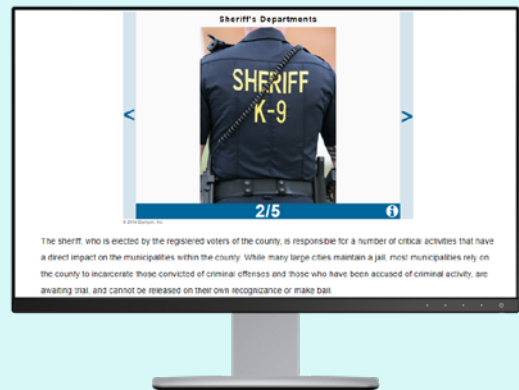 Sheriff's Departments
SHERIFF
K-9
<
>
2/5
i
The sheriff, who is elected by the registered voters of the county, is responsible for a number of critical activities that have
a direct impact on the municipalities within the county. While many large cities maintain a jail, most municipalities rely on
the county to incarcerate those convicted of criminal offenses and those who have been accused of criminal activity, are
awaiting trial, and cannot be released on their own recognizance or make bail.